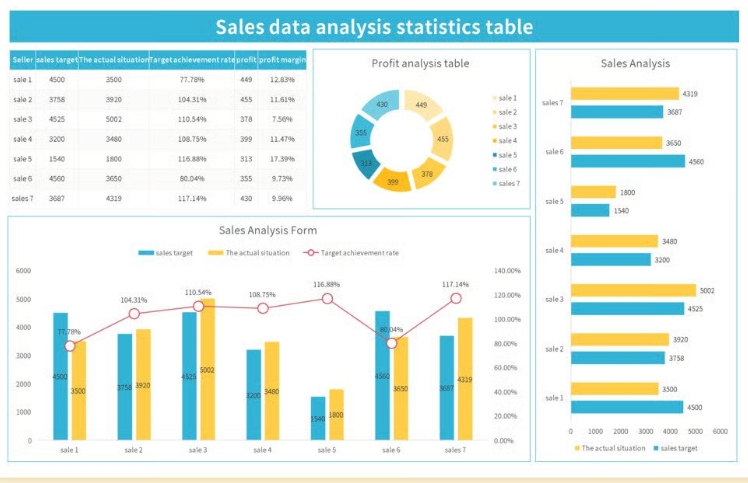 Sales data analysis statistics table
Seller sales target The actual situation Target achievement rate profit profit margin
sale 1 4500 3500 77.78% 449 12.83%
sale 2 3758 3920 104.31% 455 11.61%
sale 3 4525 5002 110.54% 378 7.56%
sale 4 3200 3480 108.75% 399 11.47%
sale 5 1540 1800 116.88% 313 17.39%
sale 6 4560 3650 80.04% 355 9.73%
sales 7 3687 4319 117.14% 430 9.96%
Profit analysis table
430 449
355 455
313 378
399
sale 1
sale 2
sale 3
sale 4
sale 5
sale 6
sales 7
Sales Analysis
sales 7 4319
3687
sale 6 3650
4560
sale 5 1800
1540
sale 4 3480
3200
sale 3 5002
4525
sale 2 3920
3758
sale 1 3500
4500
0 1000 2000 3000 4000 5000 6000
The actual situation sales target
Sales Analysis Form
sales target The actual situation Target achievement rate
6000 140.00%
5000 120.00%
100.00%
4000 80.00%
3000 60.00%
2000 40.00%
1000 20.00%
0 0.00%
77.78% 104.31% 110.54% 108.75% 116.88% 80.04% 117.14%
4500 3500 3758 3920 4525 5002 3200 3480 1540 1800 4560 3650 3687 4319
sale 1 sale 2 sale 3 sale 4 sale 5 sale 6 sales 7